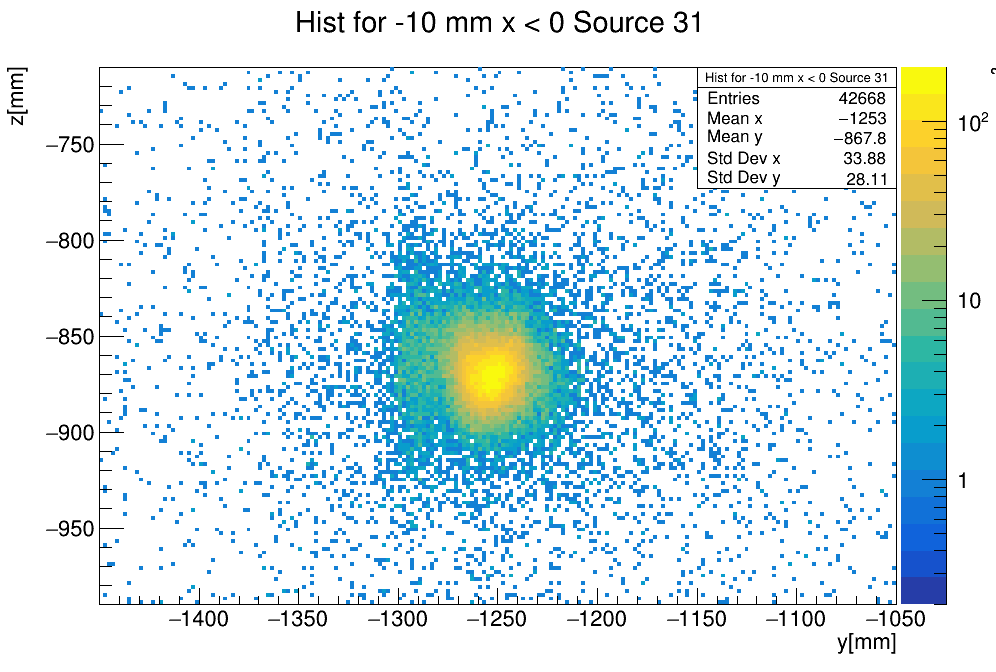 Hist for -10 mm x < 0 Source 31
z[mm]
Hist for -10 mm x < 0 Source 31
Entries 42668
Mean x −1253
Mean y −867.8
Std Dev x 33.88
Std Dev y 28.11
−750
−800
−850
−900
−950
10²
10
1
−1400 −1350 −1300 −1250 −1200 −1150 −1100 −1050
y[mm]